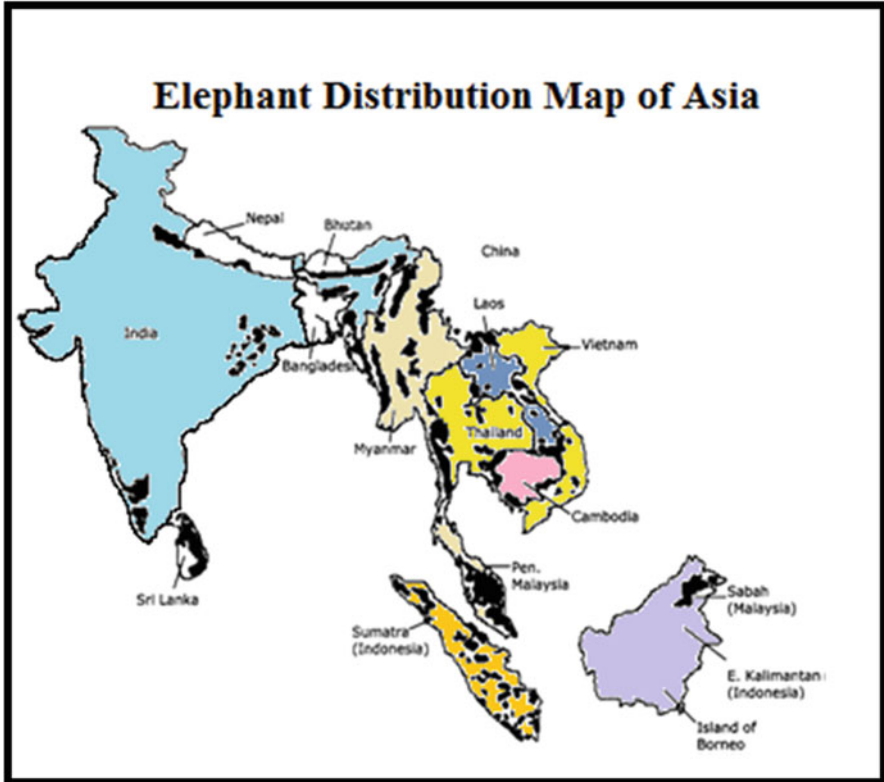 Elephant Distribution Map of Asia
Nepal
Bhutan
China
Laos
India
Vietnam
Bangladesh
Thailand
Myanmar
Cambodia
Pen.
Malaysia
Sri Lanka
Sabah
(Malaysia)
Sumatra
(Indonesia)
E. Kalimantan
(Indonesia)
Island of
Borneo